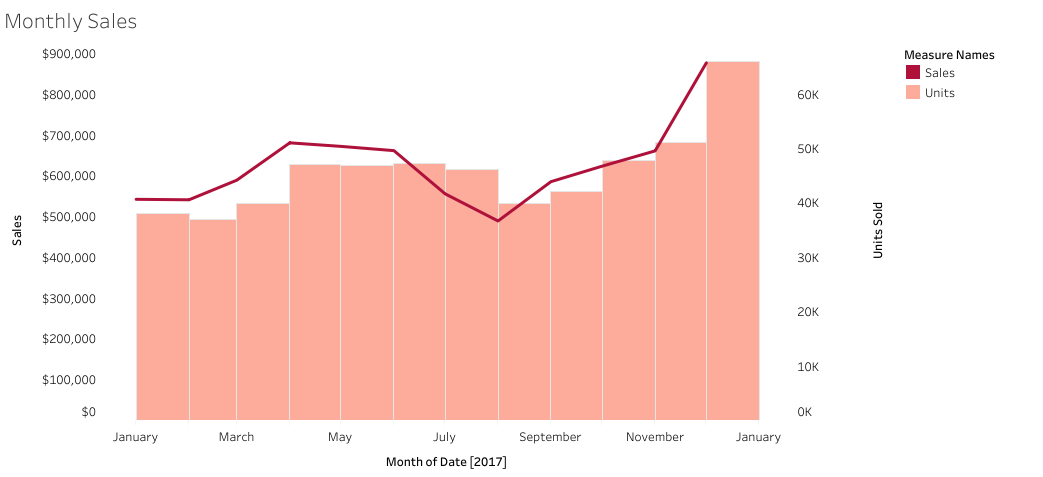 Monthly Sales
$900,000
$800,000
$700,000
$600,000
$500,000
$400,000
$300,000
$200,000
$100,000
$0
Sales
60K
50K
40K
30K
20K
10K
0K
Units Sold
January March May July September November January
Month of Date [2017]
Measure Names
Sales
Units